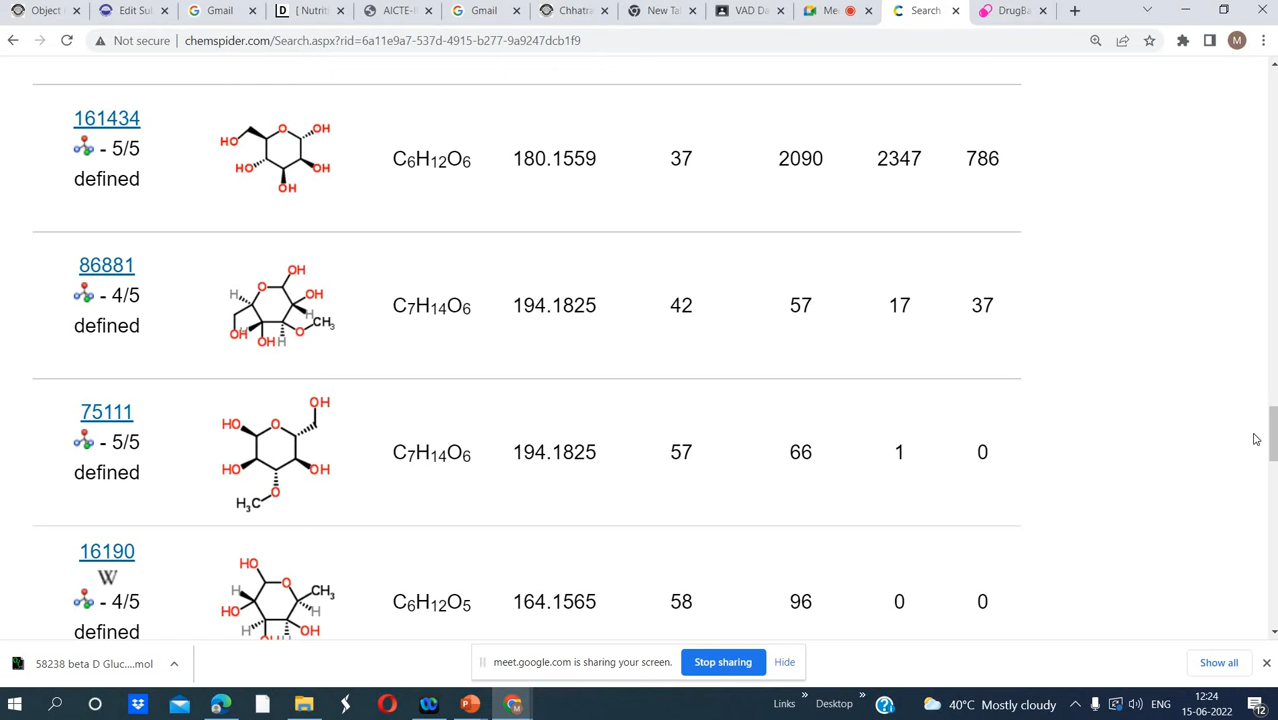 Object Edit Sub Gmail [ Nutriti AICTE-I Gmail Chhatra New Ta VAD Da Me Search DrugBa
Not secure chemspider.com/Search.aspx?rid=6a11e9a7-537d-4915-b277-9a9247dcb1f9 M
161434
- 5/5
defined
HO O OH HO OH OH
C6H12O6 180.1559 37 2090 2347 786
86881
- 4/5
defined
OH O H OH H CH3 O OH OH H
C7H14O6 194.1825 42 57 17 37
75111
- 5/5
defined
OH HO O HO OH O H3C
C7H14O6 194.1825 57 66 1 0
16190
W
- 4/5
defined
HO O CH3 H HO H H H OH OH
C6H12O5 164.1565 58 96 0 0
58238 beta D Gluc....mol
meet.google.com is sharing your screen. Stop sharing Hide
Show all
Links » Desktop » 40°C Mostly cloudy ENG 12:24
15-06-2022 12